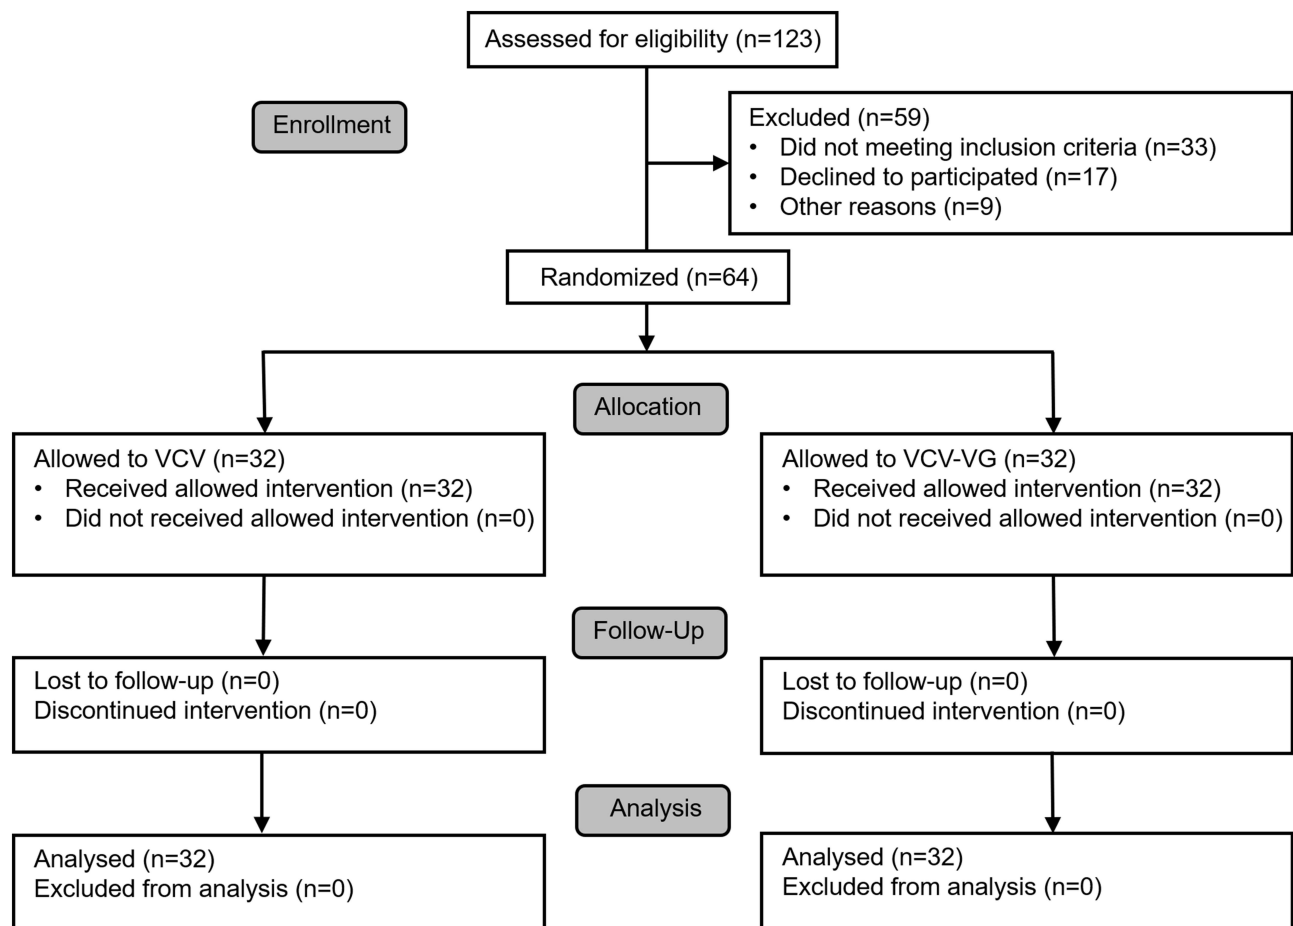 Assessed for eligibility (n=123)
Enrollment
Excluded (n=59)
• Did not meeting inclusion criteria (n=33)
• Declined to participated (n=17)
• Other reasons (n=9)
Randomized (n=64)
Allocation
Allowed to VCV (n=32)
• Received allowed intervention (n=32)
• Did not received allowed intervention (n=0)
Allowed to VCV-VG (n=32)
• Received allowed intervention (n=32)
• Did not received allowed intervention (n=0)
Follow-Up
Lost to follow-up (n=0)
Discontinued intervention (n=0)
Lost to follow-up (n=0)
Discontinued intervention (n=0)
Analysis
Analysed (n=32)
Excluded from analysis (n=0)
Analysed (n=32)
Excluded from analysis (n=0)